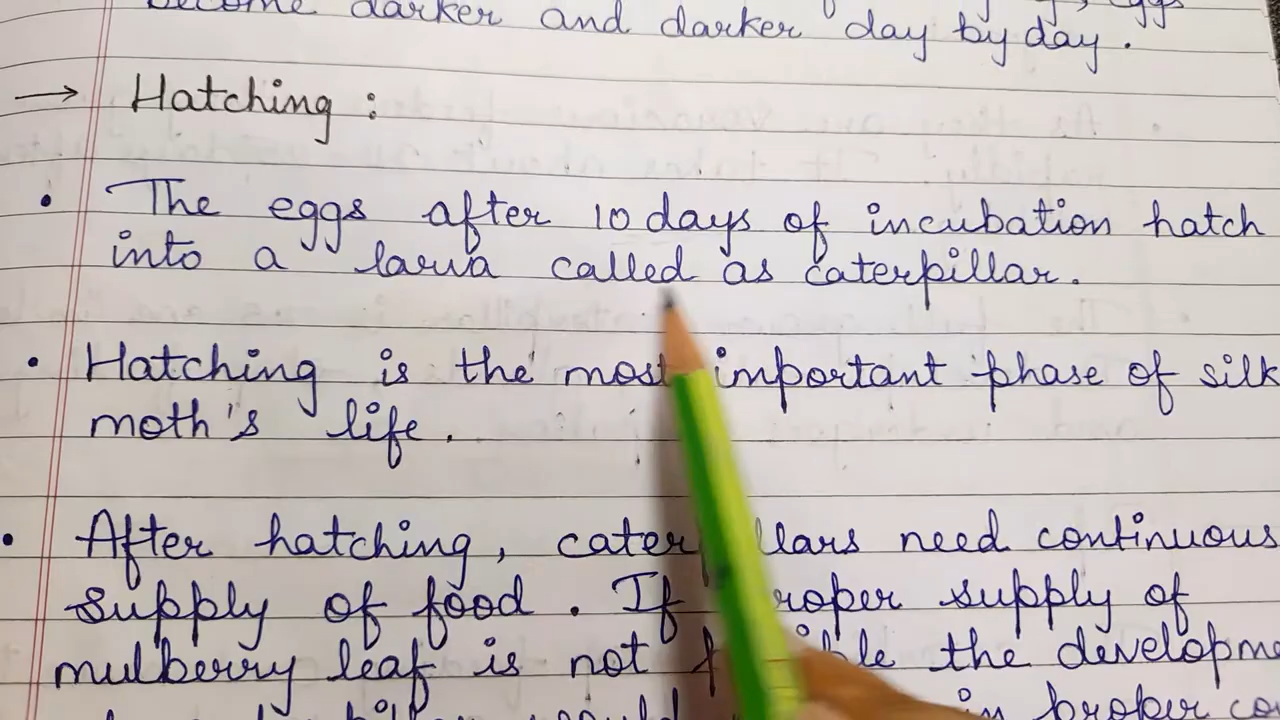 become darker and darker day by day.
→ Hatching:
• The eggs after 10 days of incubation hatch
into a larva called as caterpillar.
• Hatching is the most important phase of silk
moth's life.
• After hatching, caterpillars need continuous
supply of food. If proper supply of
mulberry leaf is not the
in proper